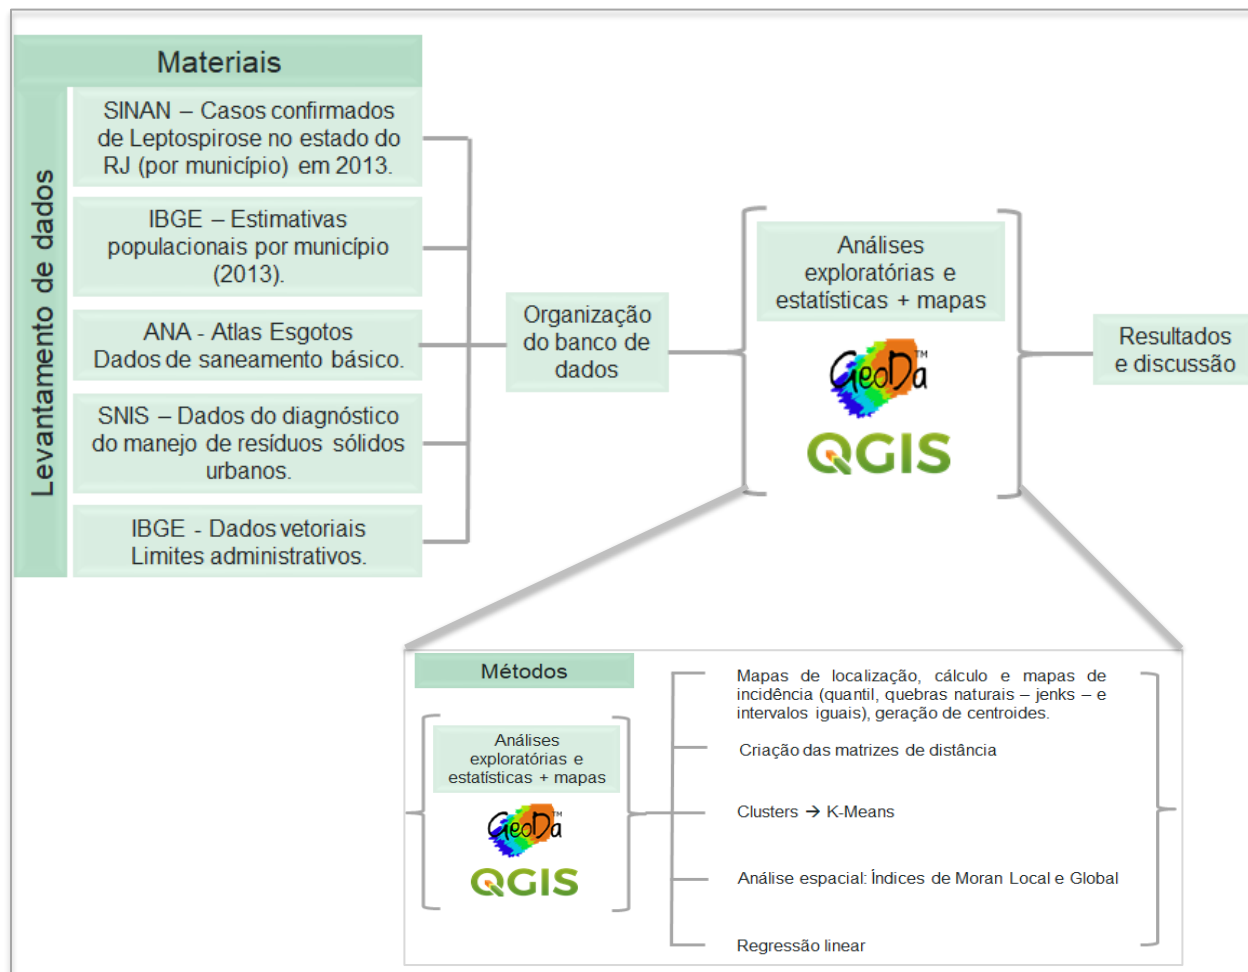 Materiais
Levantamento de dados
SINAN – Casos confirmados
de Leptospirose no estado do
RJ (por município) em 2013.
IBGE – Estimativas
populacionais por município
(2013).
ANA - Atlas Esgotos
Dados de saneamento básico.
SNIS – Dados do diagnóstico
do manejo de resíduos sólidos
urbanos.
IBGE - Dados vetoriais
Limites administrativos.
Organização
do banco de
dados
Análises
exploratórias e
estatísticas + mapas
GeoDa™
QGIS
Resultados
e discussão
Métodos
Análises
exploratórias e
estatísticas + mapas
GeoDa™
QGIS
Mapas de localização, cálculo e mapas de
incidência (quantil, quebras naturais – jenks – e
intervalos iguais), geração de centroides.
Criação das matrizes de distância
Clusters → K-Means
Análise espacial: Índices de Moran Local e Global
Regressão linear